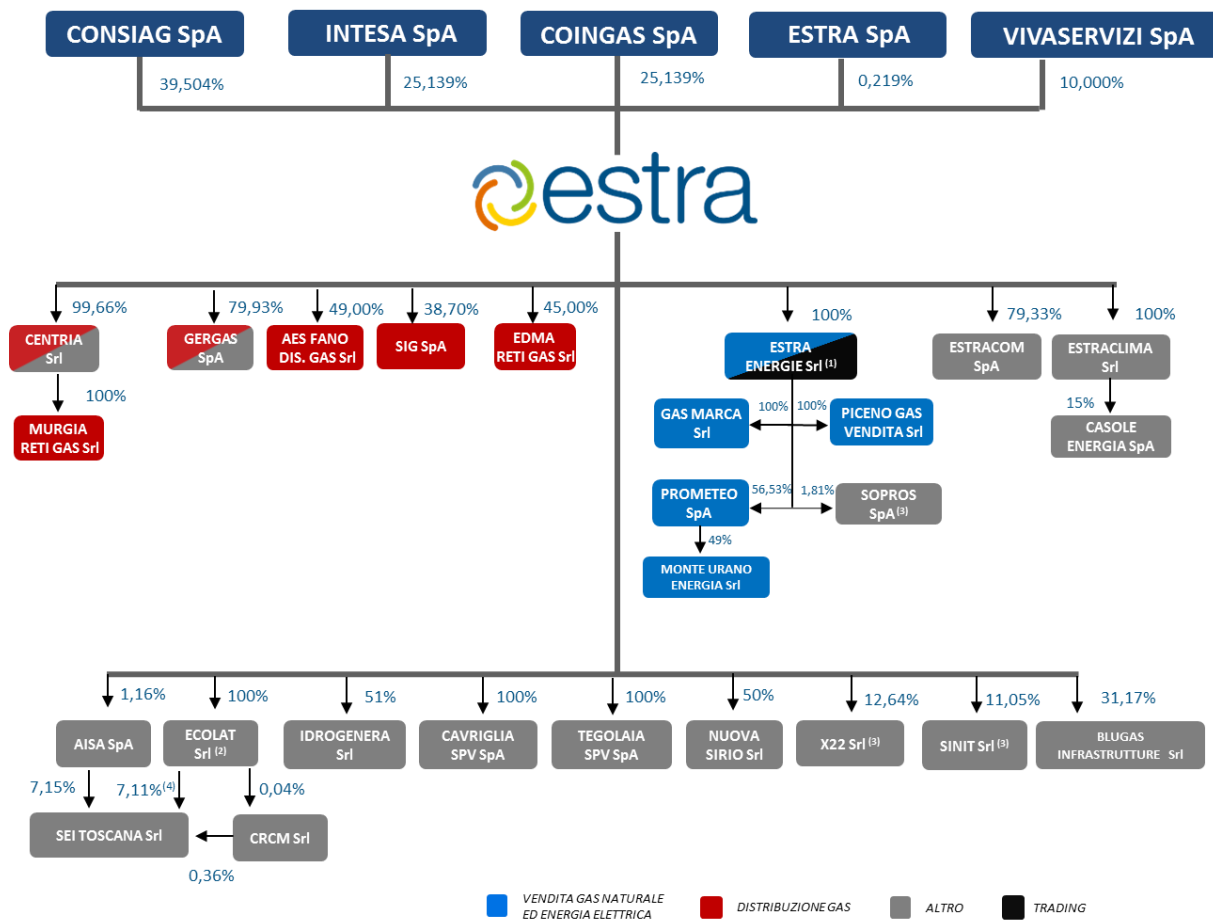 CONSIAG SpA
INTESA SpA
COINGAS SpA
ESTRA SpA
VIVASERVIZI SpA
39,504%
25,139%
25,139%
0,219%
10,000%
estra
99,66%
79,93%
49,00%
38,70%
45,00%
100%
79,33%
100%
CENTRIA
Srl
GERGAS
SpA
AES FANO
DIS. GAS Srl
SIG SpA
EDMA
RETI GAS Srl
ESTRA
ENERGIE Srl (1)
ESTRACOM
SpA
ESTRACLIMA
Srl
100%
MURGIA
RETI GAS Srl
GAS MARCA
Srl
100%
100%
PICENO GAS
VENDITA Srl
15%
CASOLE
ENERGIA SpA
PROMETEO
SpA
56,53%
1,81%
SOPROS
SpA(3)
49%
MONTE URANO
ENERGIA Srl
1,16%
100%
51%
100%
100%
50%
12,64%
11,05%
31,17%
AISA SpA
ECOLAT
Srl (2)
IDROGENERA
Srl
CAVRIGLIA
SPV SpA
TEGOLAIA
SPV SpA
NUOVA
SIRIO Srl
X22 Srl (3)
SINIT Srl (3)
BLUGAS
INFRASTRUTTURE Srl
7,15%
7,11%(4)
0,04%
SEI TOSCANA Srl
CRCM Srl
0,36%
VENDITA GAS NATURALE
ED ENERGIA ELETTRICA
DISTRIBUZIONE GAS
ALTRO
TRADING